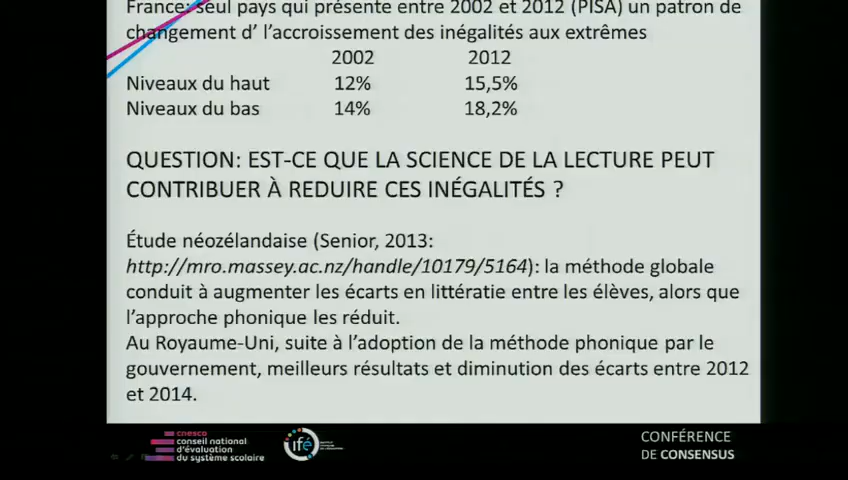 France: seul pays qui présente entre 2002 et 2012 (PISA) un patron de
changement d' l'accroissement des inégalités aux extrêmes
2002 2012
Niveaux du haut 12% 15,5%
Niveaux du bas 14% 18,2%
QUESTION: EST-CE QUE LA SCIENCE DE LA LECTURE PEUT
CONTRIBUER À REDUIRE CES INÉGALITÉS ?
Étude néozélandaise (Senior, 2013:
http://mro.massey.ac.nz/handle/10179/5164): la méthode globale
conduit à augmenter les écarts en littératie entre les élèves, alors que
l'approche phonique les réduit.
Au Royaume-Uni, suite à l'adoption de la méthode phonique par le
gouvernement, meilleurs résultats et diminution des écarts entre 2012
et 2014.
cnesco
conseil national
d'évaluation
du système scolaire
ifé
CONFÉRENCE
DE CONSENSUS